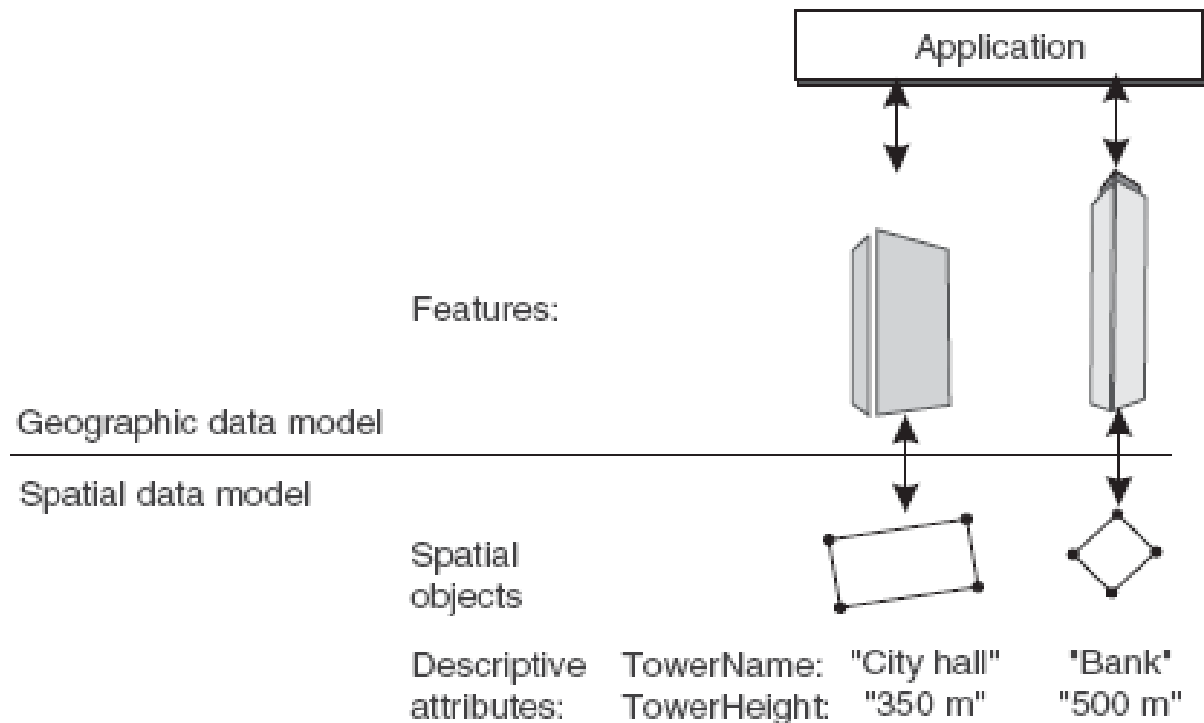 Application
Features:
Geographic data model
Spatial data model
Spatial
objects
Descriptive TowerName: "City hall" "Bank"
attributes: TowerHeight: "350 m" "500 m"